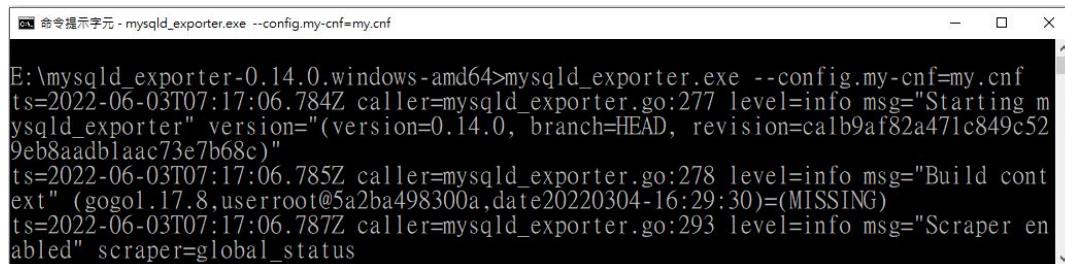 命令提示字元 - mysqld_exporter.exe --config.my-cnf=my.cnf
E:\mysqld_exporter-0.14.0.windows-amd64>mysqld_exporter.exe --config.my-cnf=my.cnf
ts=2022-06-03T07:17:06.784Z caller=mysqld_exporter.go:277 level=info msg="Starting m
ysqld_exporter" version="(version=0.14.0, branch=HEAD, revision=ca1b9af82a471c849c52
9eb8aadb1aac73e7b68c)"
ts=2022-06-03T07:17:06.785Z caller=mysqld_exporter.go:278 level=info msg="Build cont
ext" (gogo1.17.8,userroot@5a2ba498300a,date20220304-16:29:30)=(MISSING)
ts=2022-06-03T07:17:06.787Z caller=mysqld_exporter.go:293 level=info msg="Scraper en
abled" scraper=global_status